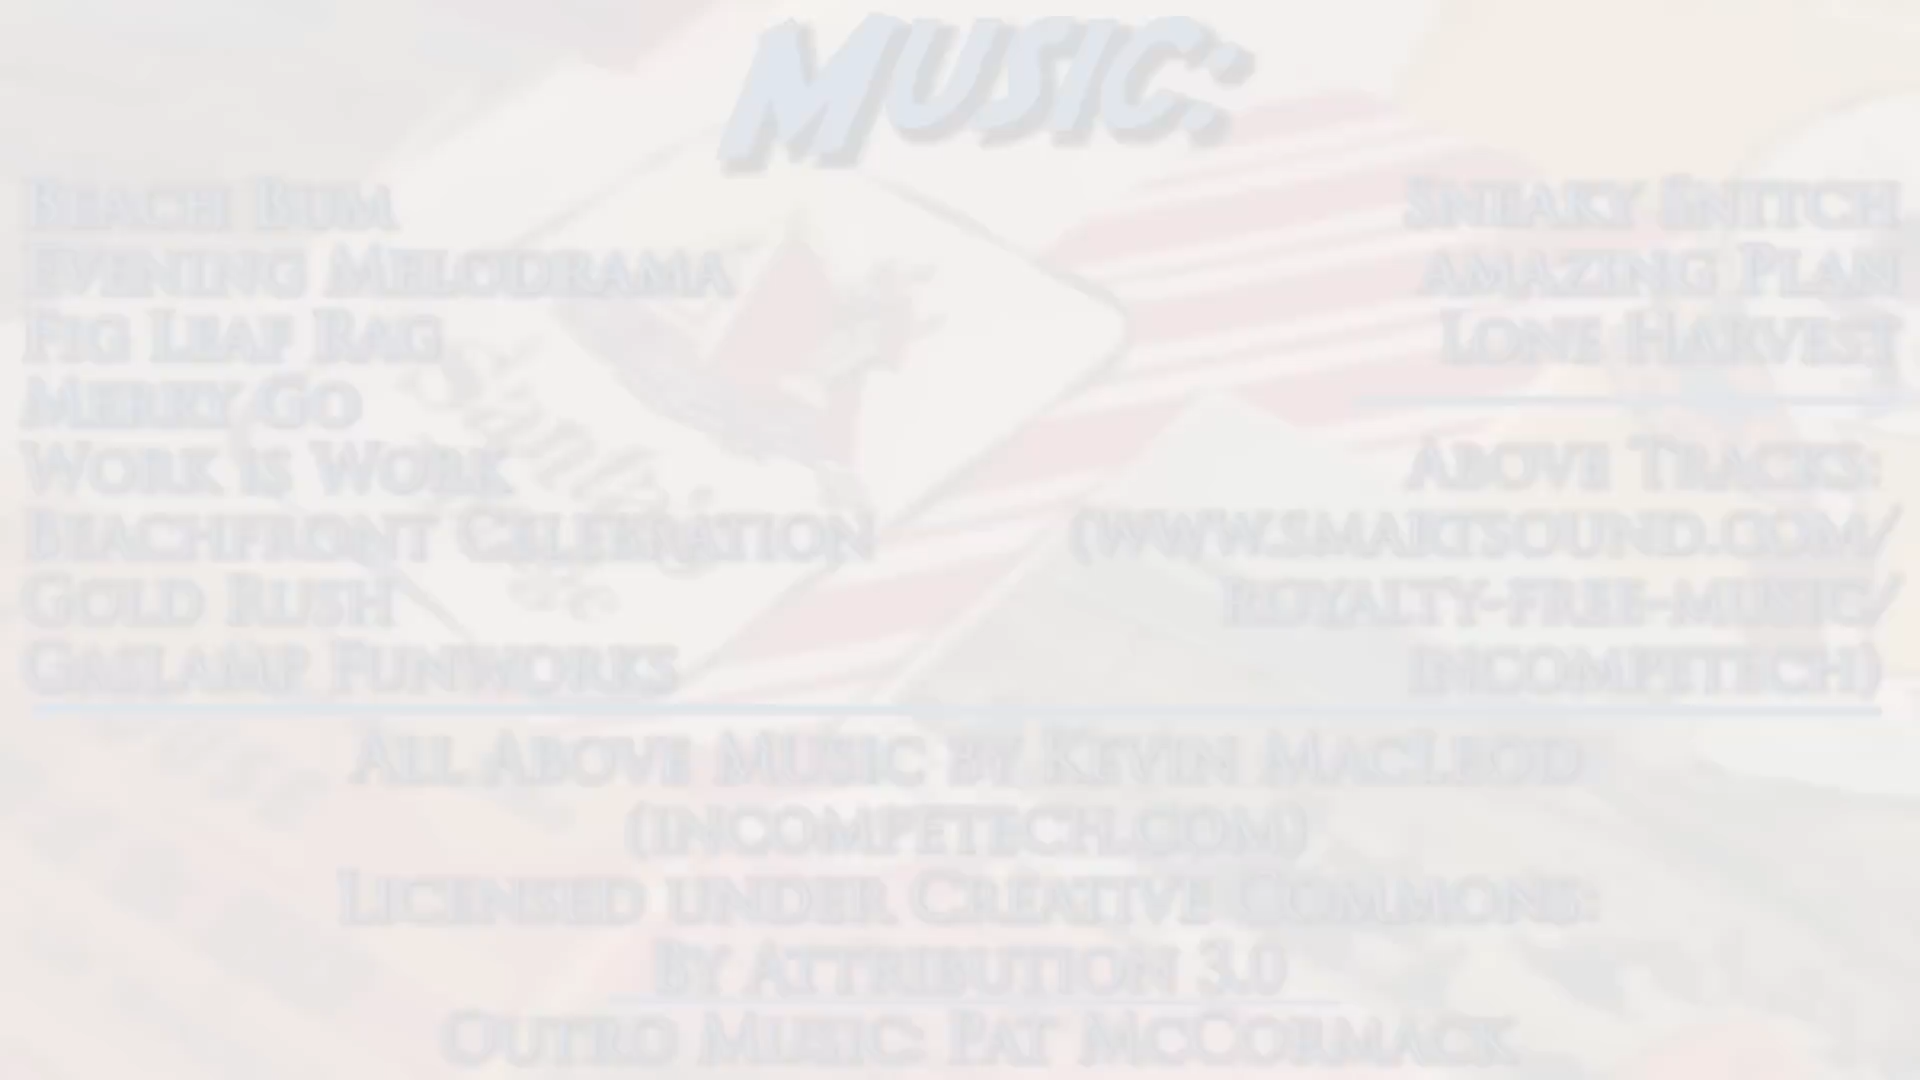 Music:
Beach Bum
Evening Melodrama
Fig Leaf Rag
Merry Go
Work is Work
Beachfront Celebration
Gold Rush
Gaslamp Funworks
Sneaky Snitch
Amazing Plan
Lone Harvest
Above Tracks:
(www.smartsound.com/
royalty-free-music/
incompetech)
All Above Music by Kevin MacLeod
(incompetech.com)
Licensed under Creative Commons:
By Attribution 3.0
Outro Music: Pat McCormack